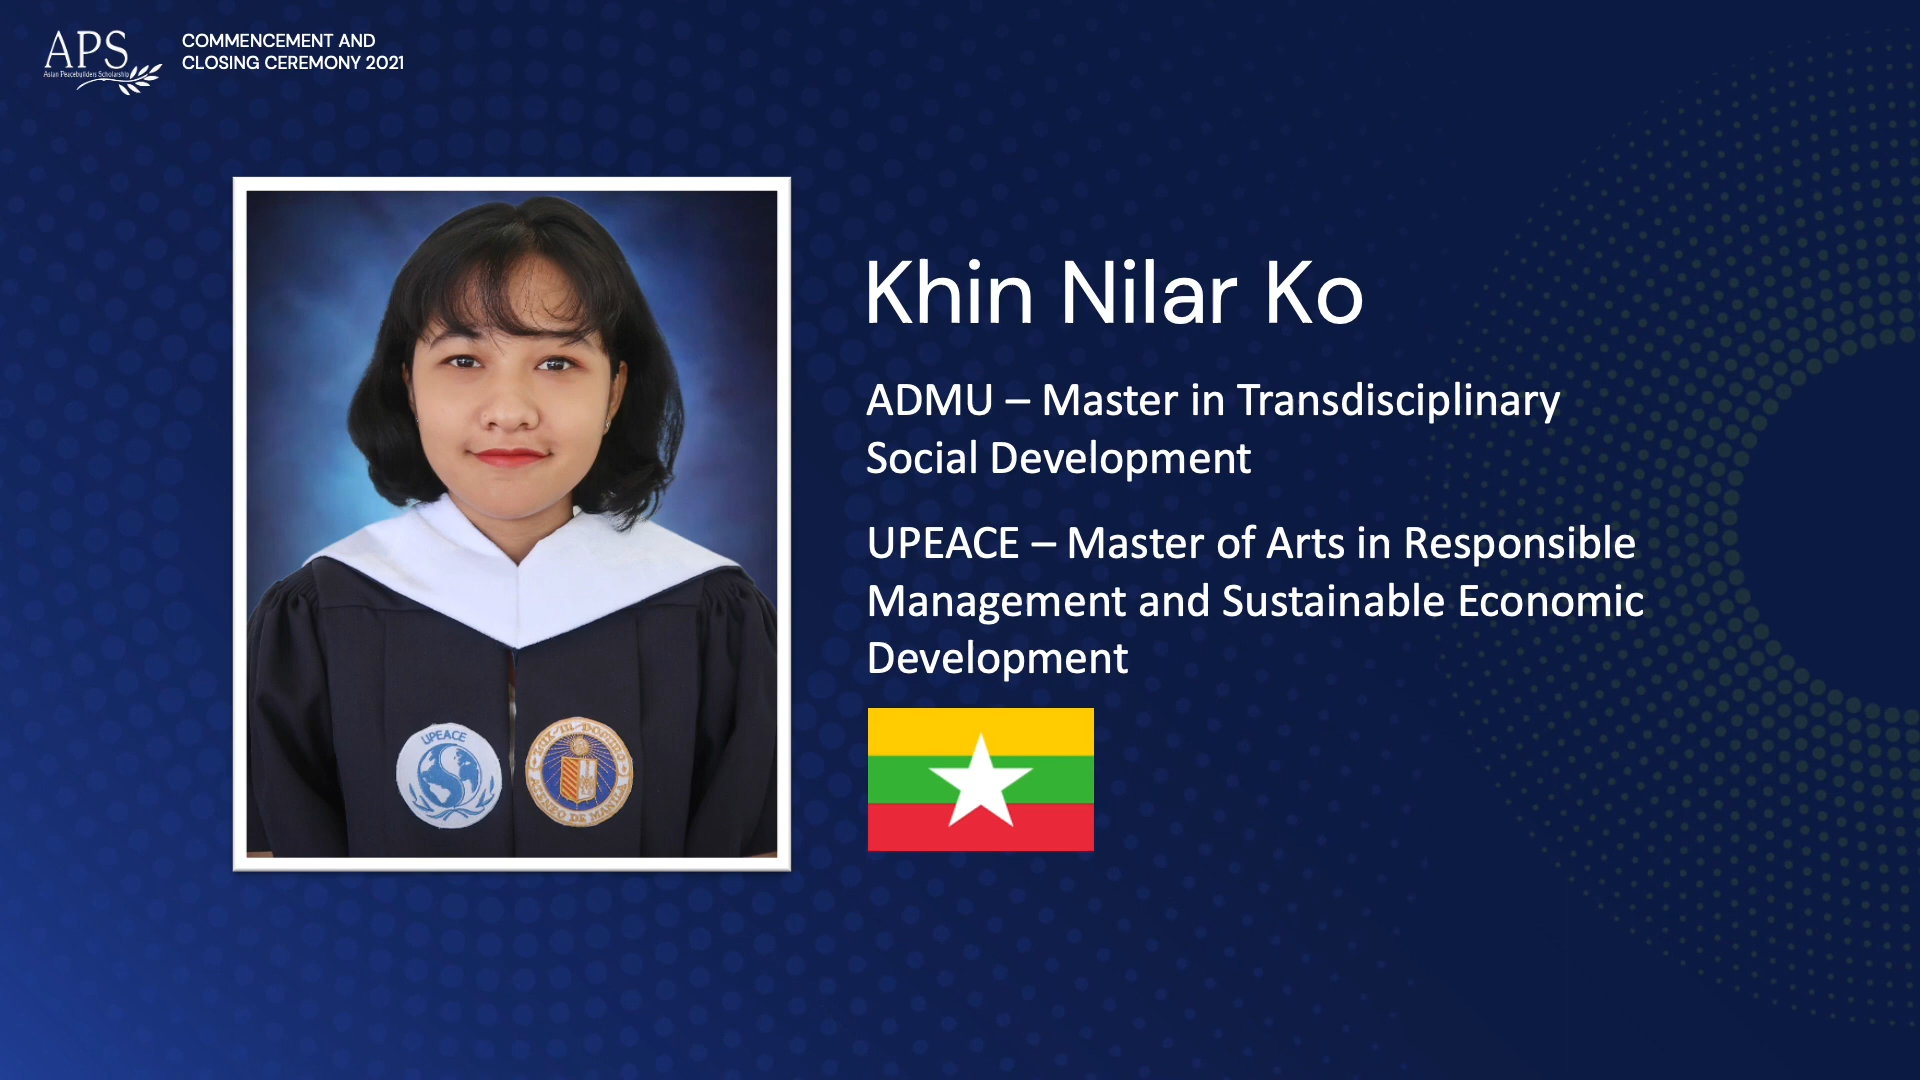 APS
Asian Peacebuilders Scholarship
COMMENCEMENT AND
CLOSING CEREMONY 2021
Khin Nilar Ko
ADMU – Master in Transdisciplinary
Social Development
UPEACE – Master of Arts in Responsible
Management and Sustainable Economic
Development
UPEACE
ATENEO DE MANILA